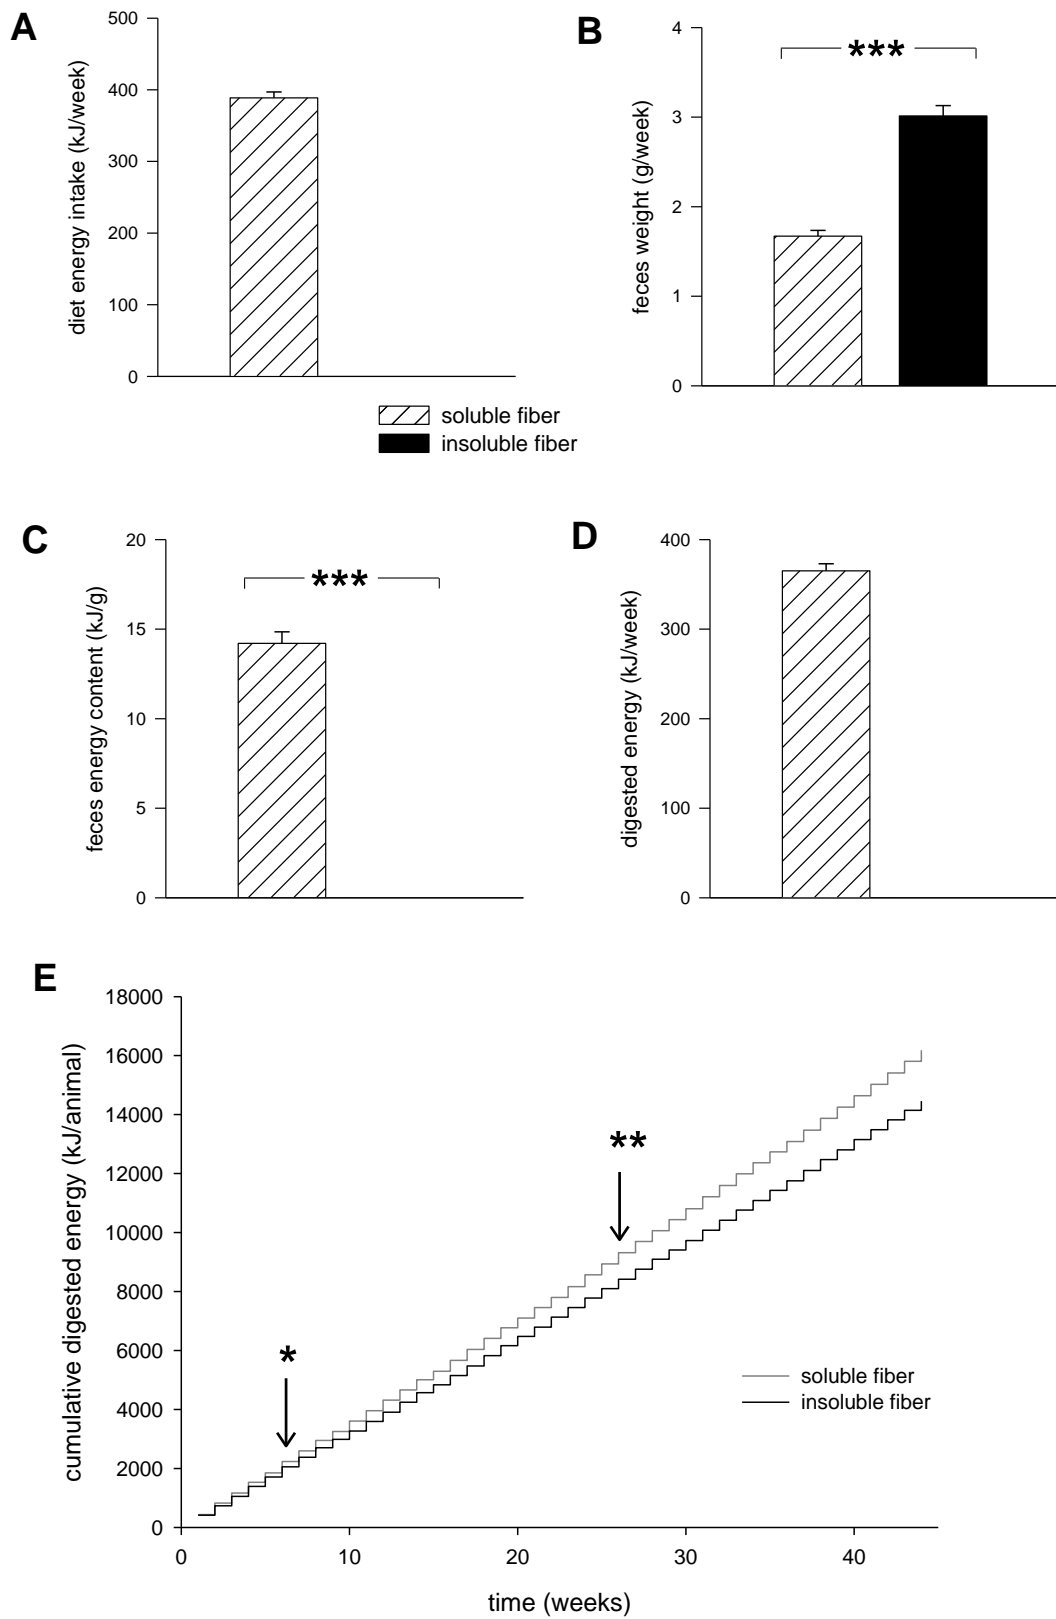 A
500
400
300
200
100
0
diet energy intake (kJ/week)
B
4
3
2
1
0
feces weight (g/week)
***
soluble fiber
insoluble fiber
C
20
15
10
5
0
feces energy content (kJ/g)
***
D
400
300
200
100
0
digested energy (kJ/week)
E
18000
16000
14000
12000
10000
8000
6000
4000
2000
0
cumulative digested energy (kJ/animal)
**
*
soluble fiber
insoluble fiber
0 10 20 30 40
time (weeks)